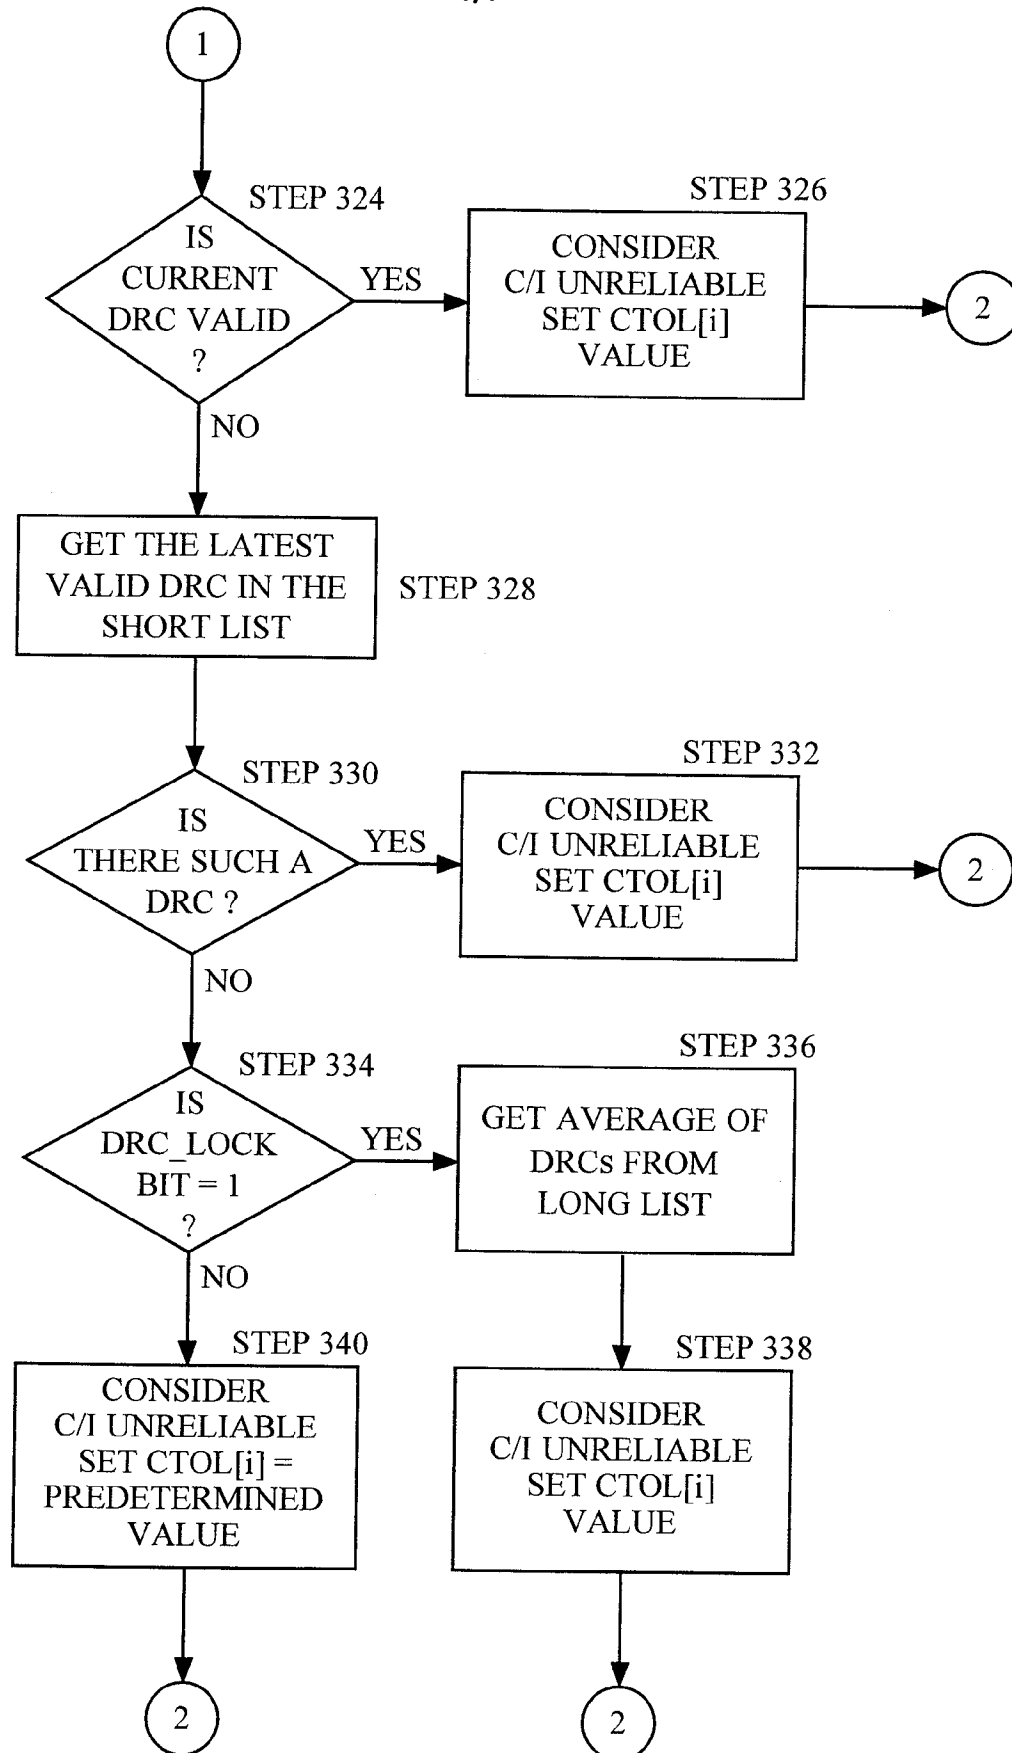 1
STEP 324
IS
CURRENT
DRC VALID
?
YES
STEP 326
CONSIDER
C/I UNRELIABLE
SET CTOL[i]
VALUE
2
NO
GET THE LATEST
VALID DRC IN THE
SHORT LIST
STEP 328
STEP 330
IS
THERE SUCH A
DRC ?
YES
STEP 332
CONSIDER
C/I UNRELIABLE
SET CTOL[i]
VALUE
2
NO
STEP 334
IS
DRC_LOCK
BIT = 1
?
YES
STEP 336
GET AVERAGE OF
DRCs FROM
LONG LIST
NO
STEP 340
CONSIDER
C/I UNRELIABLE
SET CTOL[i] =
PREDETERMINED
VALUE
2
STEP 338
CONSIDER
C/I UNRELIABLE
SET CTOL[i]
VALUE
2